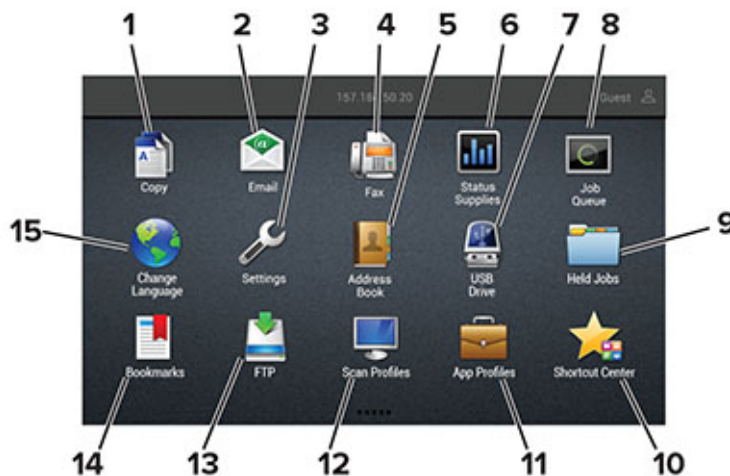 1 2 3 4 5 6 7 8
Guest
Copy Email Fax Status Supplies Job Queue
15 9
Change Language Settings Address Book USB Drive Held Jobs
Bookmarks FTP Scan Profiles App Profiles Shortcut Center
14 13 12 11 10